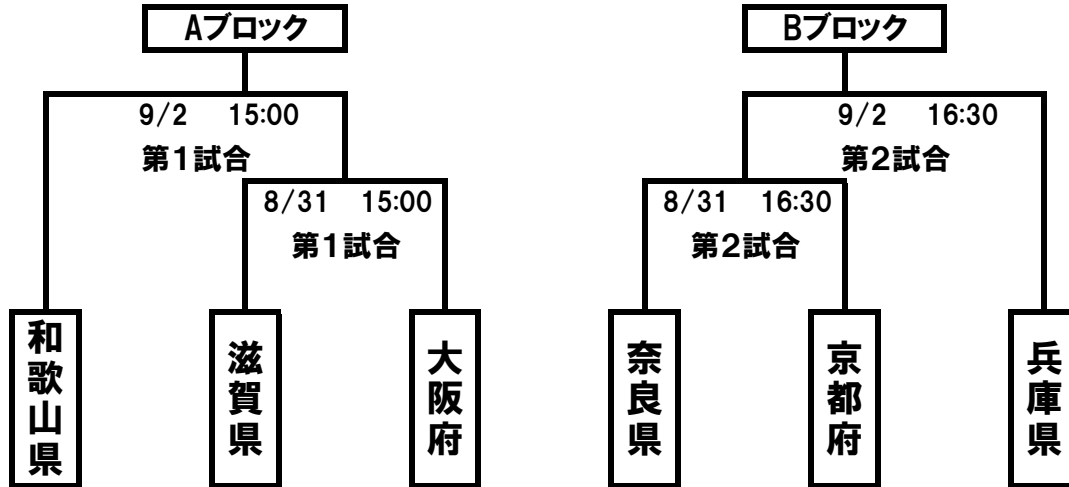 Aブロック
Bブロック
9/2 15:00
第1試合
9/2 16:30
第2試合
8/31 15:00
第1試合
8/31 16:30
第2試合
和歌山県
滋賀県
大阪府
奈良県
京都府
兵庫県